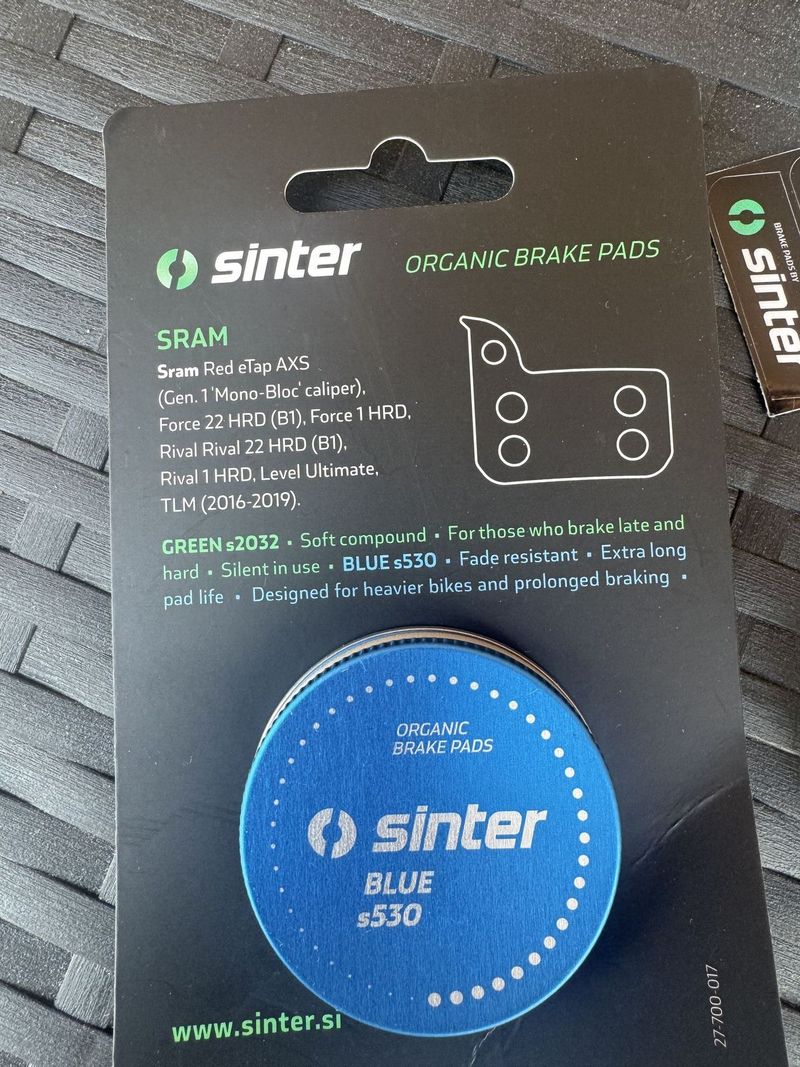 sinter
ORGANIC BRAKE PADS
SRAM
Sram Red eTap AXS
(Gen. 1 'Mono-Bloc' caliper),
Force 22 HRD (B1), Force 1 HRD,
Rival Rival 22 HRD (B1),
Rival 1 HRD, Level Ultimate,
TLM (2016-2019).
GREEN s2032 • Soft compound • For those who brake late and
hard • Silent in use • BLUE s530 • Fade resistant • Extra long
pad life • Designed for heavier bikes and prolonged braking •
ORGANIC
BRAKE PADS
sinter
BLUE
s530
www.sinter.si
27-700-017
BRAKE PADS BY
sinter